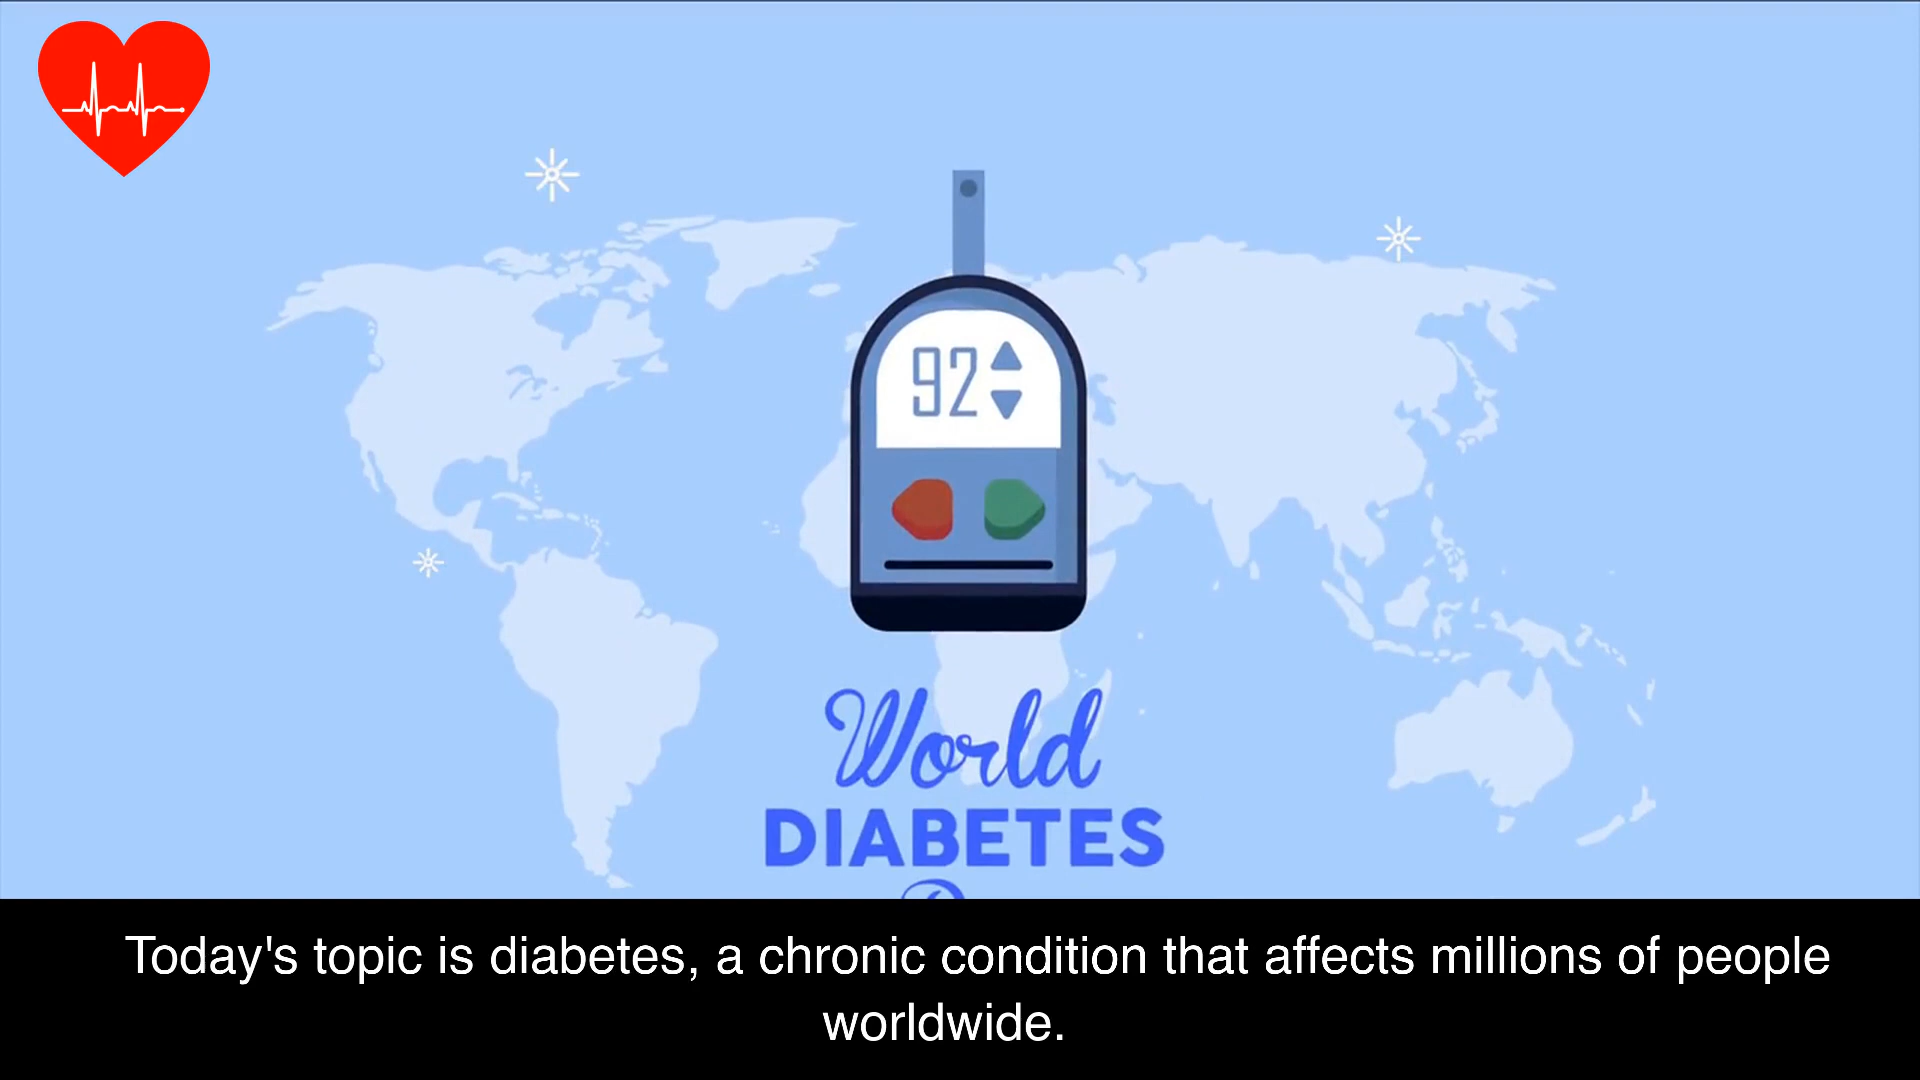 92
World
DIABETES
Today's topic is diabetes, a chronic condition that affects millions of people
worldwide.